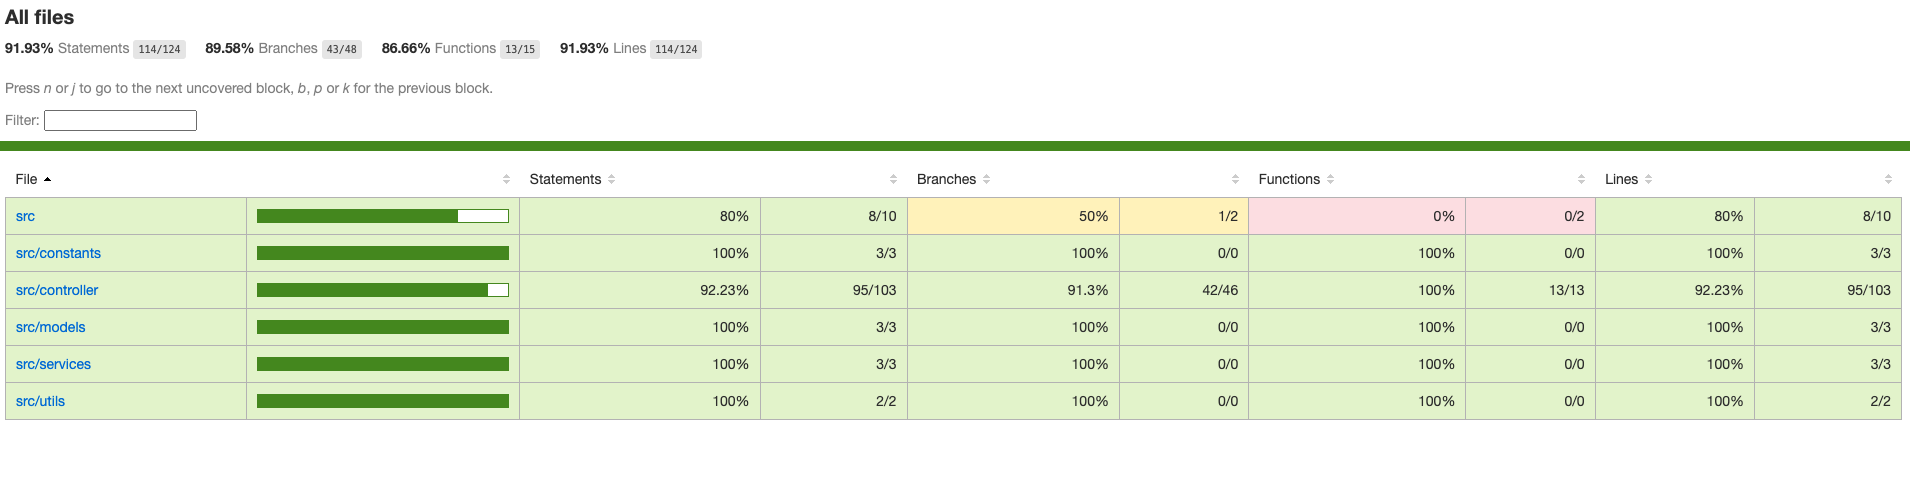 All files
91.93% Statements 114/124 89.58% Branches 43/48 86.66% Functions 13/15 91.93% Lines 114/124
Press n or j to go to the next uncovered block, b, p or k for the previous block.
Filter:
File Statements Branches Functions Lines
src 80% 8/10 50% 1/2 0% 0/2 80% 8/10
src/constants 100% 3/3 100% 0/0 100% 0/0 100% 3/3
src/controller 92.23% 95/103 91.3% 42/46 100% 13/13 92.23% 95/103
src/models 100% 3/3 100% 0/0 100% 0/0 100% 3/3
src/services 100% 3/3 100% 0/0 100% 0/0 100% 3/3
src/utils 100% 2/2 100% 0/0 100% 0/0 100% 2/2